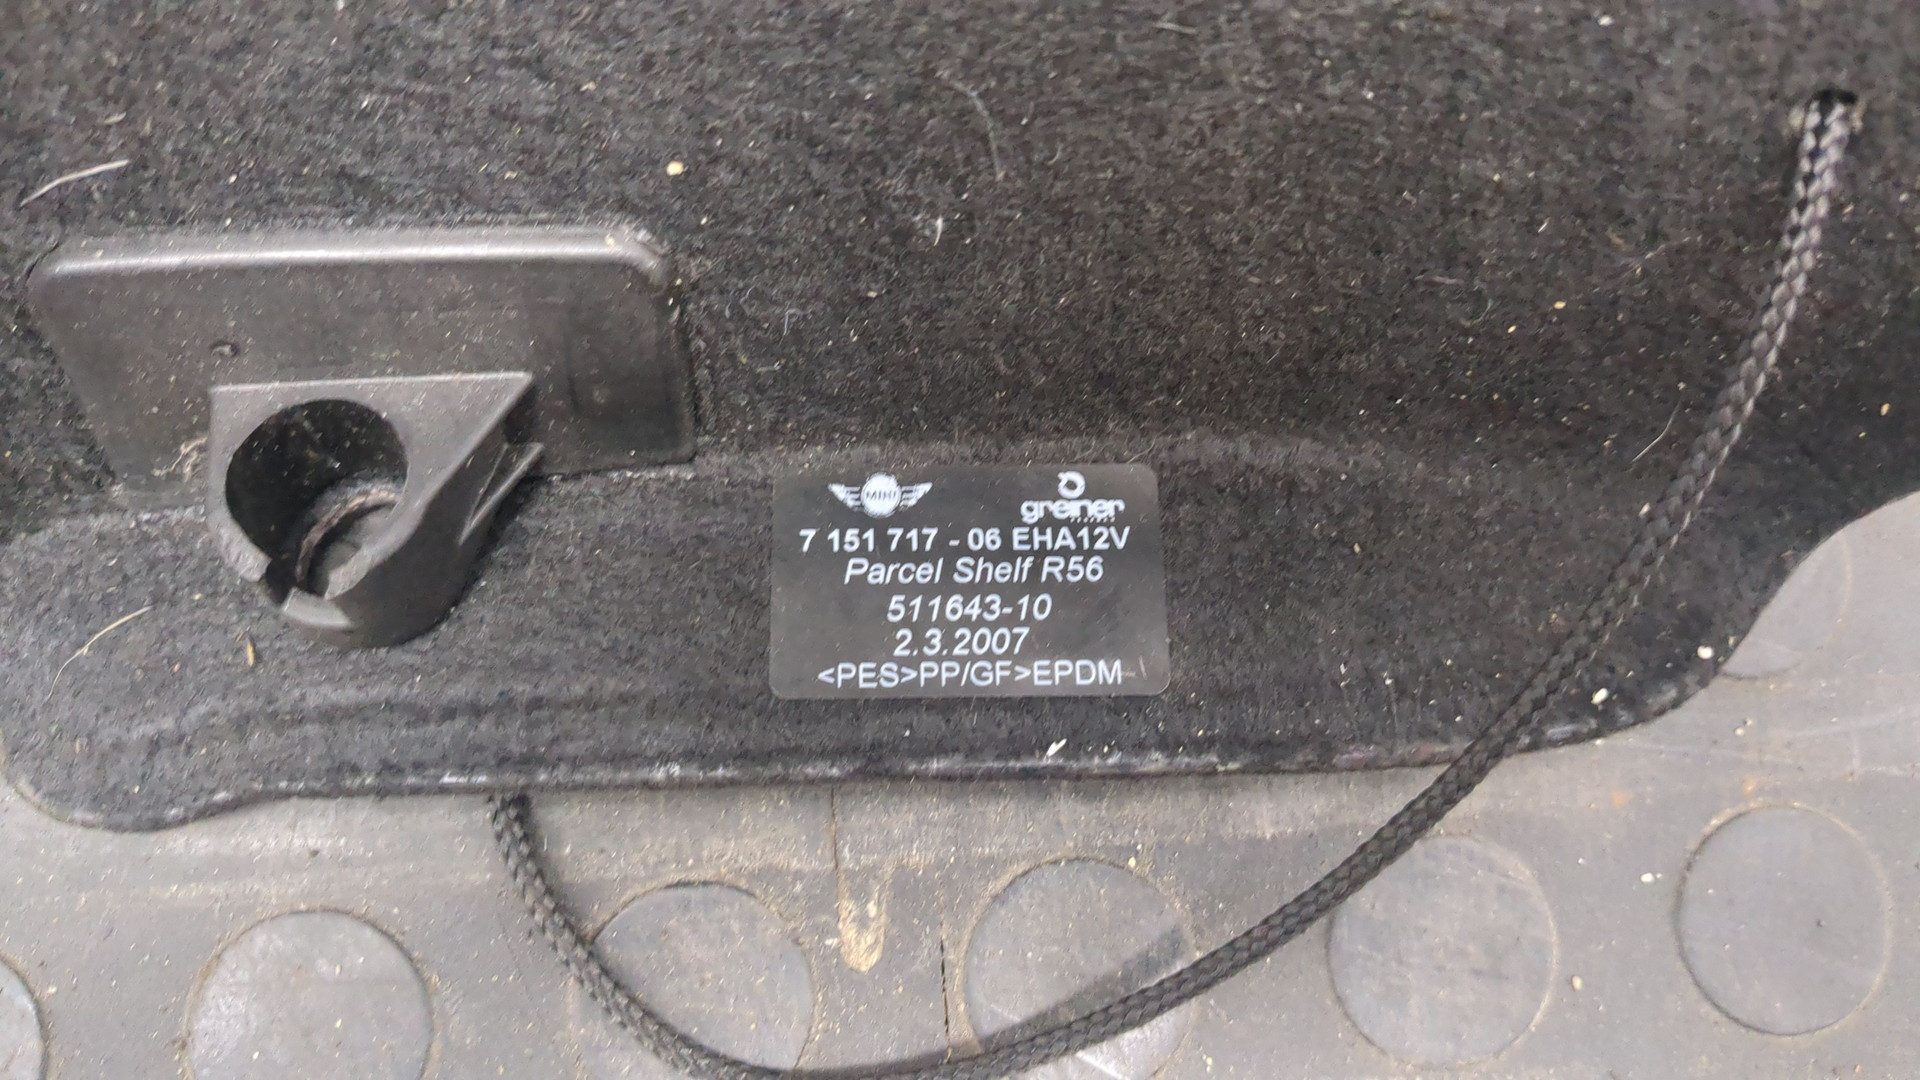 MINI
greiner
7 151 717 - 06 EHA12V
Parcel Shelf R56
511643-10
2.3.2007
<PES>PP/GF>EPDM